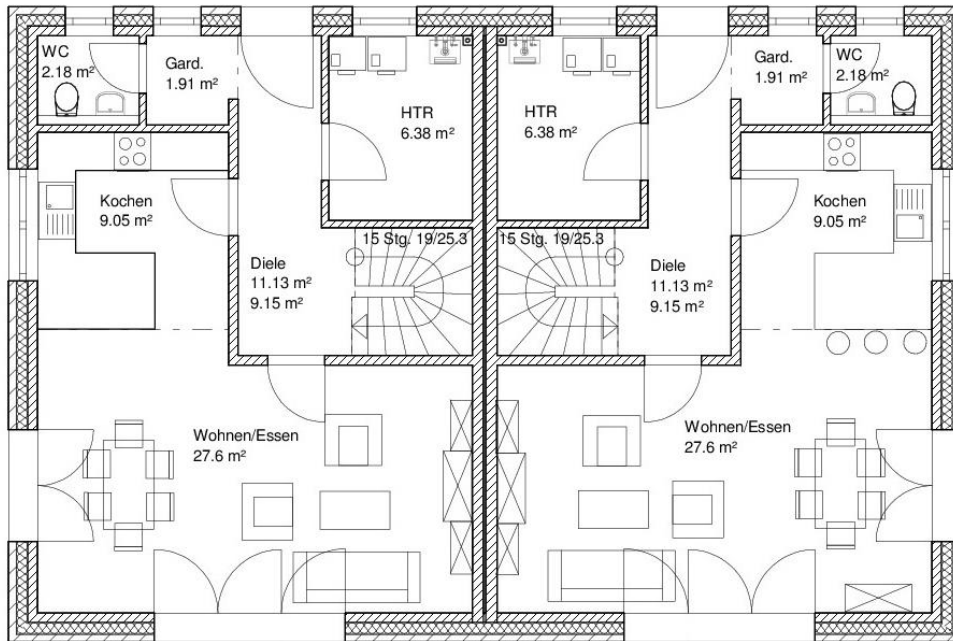 WC
2.18 m²
Gard.
1.91 m²
HTR
6.38 m²
HTR
6.38 m²
Gard.
1.91 m²
WC
2.18 m²
Kochen
9.05 m²
Kochen
9.05 m²
15 Stg. 19/25.3
15 Stg. 19/25.3
Diele
11.13 m²
9.15 m²
Diele
11.13 m²
9.15 m²
Wohnen/Essen
27.6 m²
Wohnen/Essen
27.6 m²